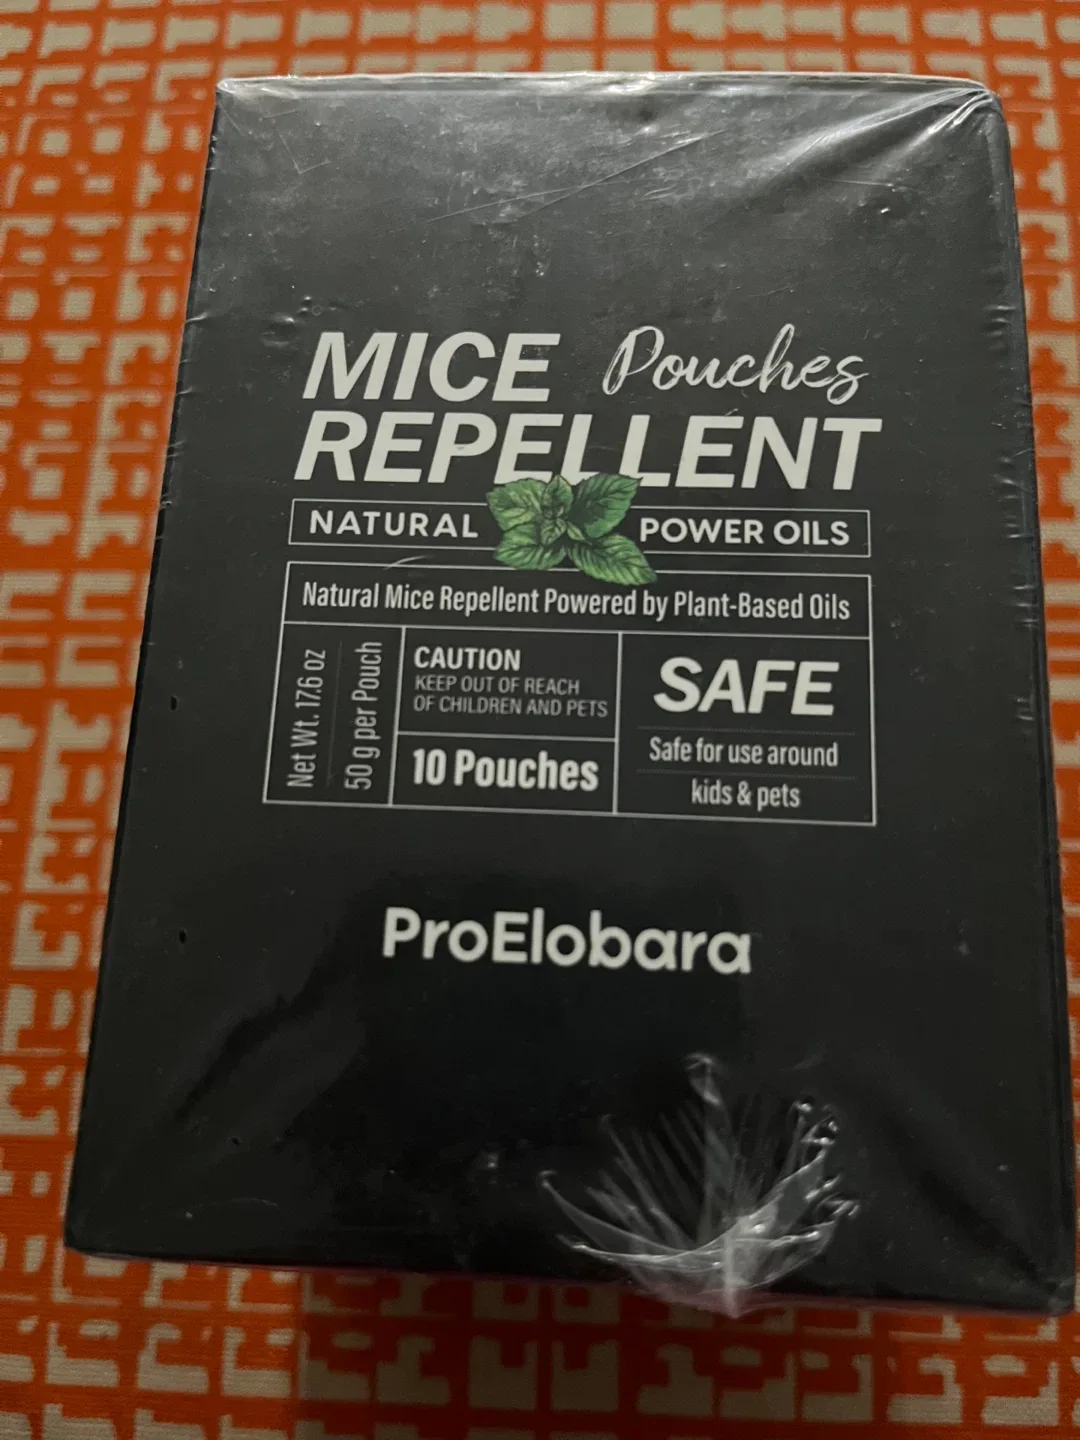 MICE Pouches
REPELLENT
NATURAL POWER OILS
Natural Mice Repellent Powered by Plant-Based Oils
Net Wt. 17.6 oz
50 g per Pouch
CAUTION
KEEP OUT OF REACH
OF CHILDREN AND PETS
10 Pouches
SAFE
Safe for use around
kids & pets
ProElobara